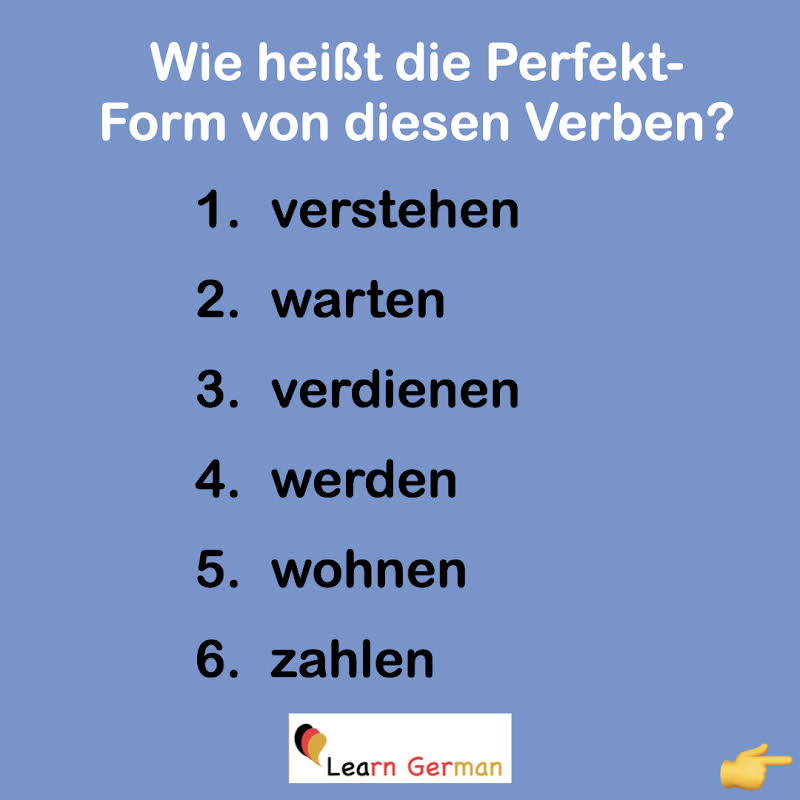 Wie heißt die Perfekt-
Form von diesen Verben?
1. verstehen
2. warten
3. verdienen
4. werden
5. wohnen
6. zahlen
Learn German